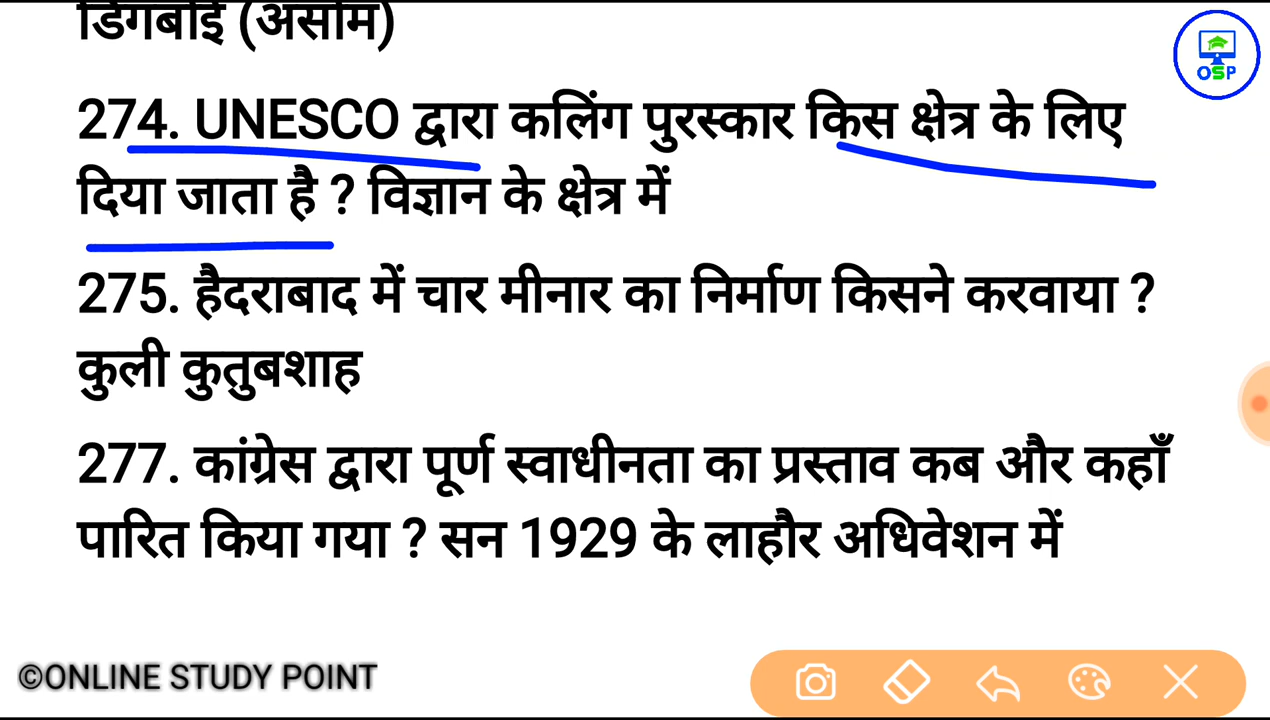 डिगबोई (असोम)
OSP
274. UNESCO द्वारा कलिंग पुरस्कार किस क्षेत्र के लिए
दिया जाता है ? विज्ञान के क्षेत्र में
275. हैदराबाद में चार मीनार का निर्माण किसने करवाया ?
कुली कुतुबशाह
277. कांग्रेस द्वारा पूर्ण स्वाधीनता का प्रस्ताव कब और कहाँ
पारित किया गया ? सन 1929 के लाहौर अधिवेशन में
©ONLINE STUDY POINT